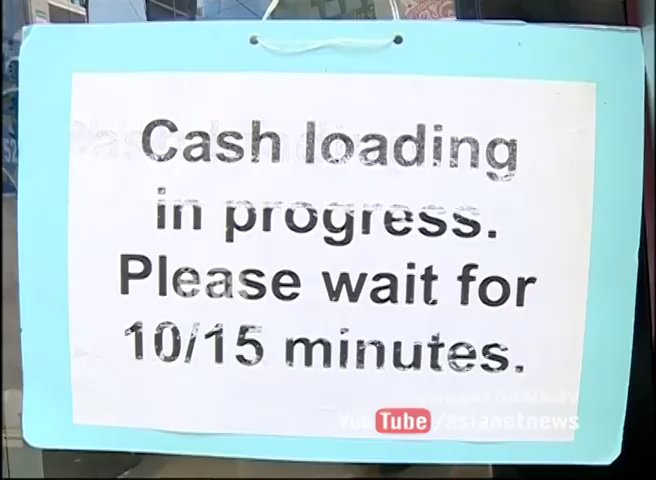 Cash loading
in progress.
Please wait for
10/15 minutes.
YouTube/asianetnews